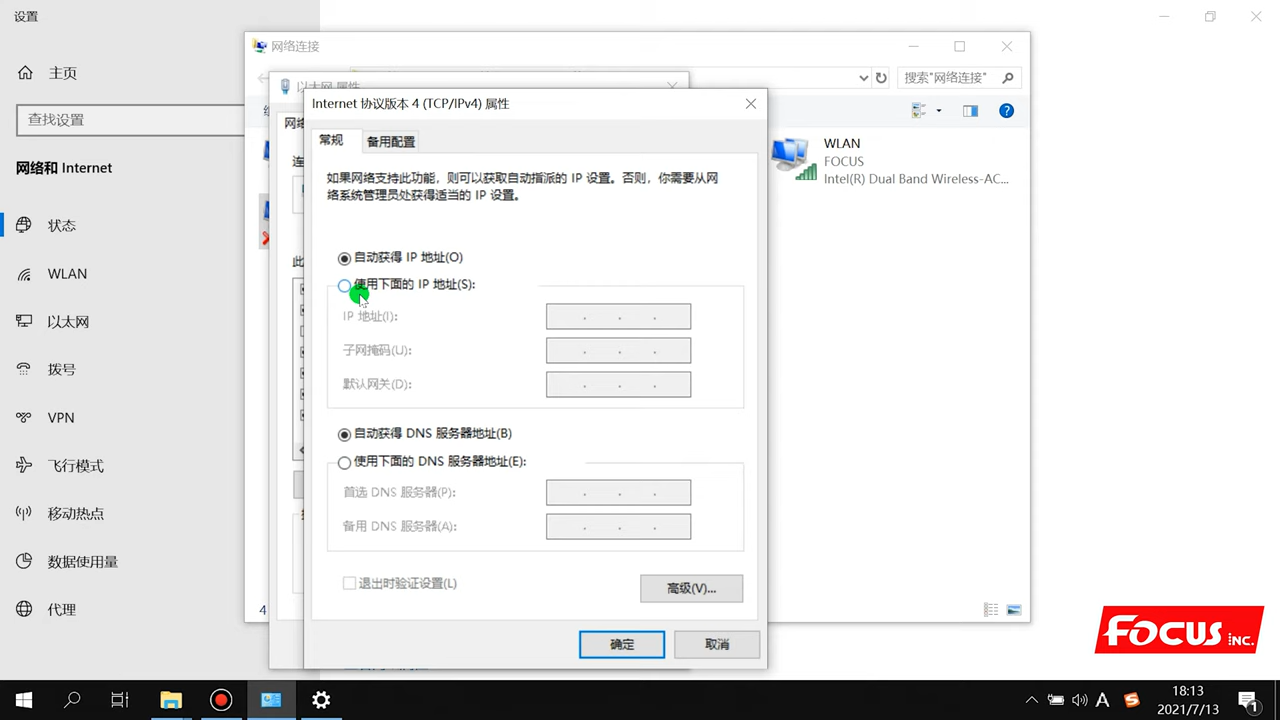 设置
主页
查找设置
网络和 Internet
状态
WLAN
以太网
拨号
VPN
飞行模式
移动热点
数据使用量
代理
网络连接
搜索"网络连接"
WLAN
FOCUS
Intel(R) Dual Band Wireless-AC...
以太网 属性
Internet 协议版本 4 (TCP/IPv4) 属性
常规
备用配置
如果网络支持此功能，则可以获取自动指派的 IP 设置。否则，你需要从网
络系统管理员处获得适当的 IP 设置。
自动获得 IP 地址(O)
使用下面的 IP 地址(S):
IP 地址(I):
子网掩码(U):
默认网关(D):
自动获得 DNS 服务器地址(B)
使用下面的 DNS 服务器地址(E):
首选 DNS 服务器(P):
备用 DNS 服务器(A):
退出时验证设置(L)
高级(V)...
确定
取消
4
FOCUS INC.
A
18:13
2021/7/13
1